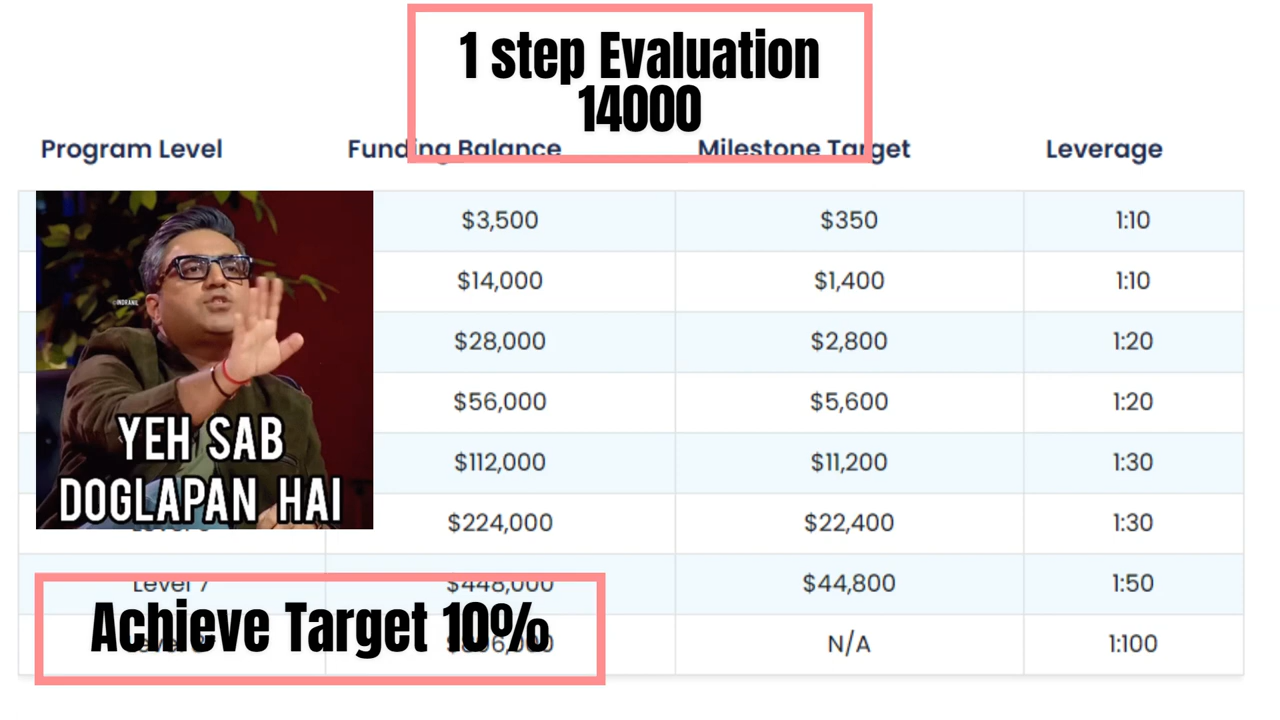 1 step Evaluation
14000
Program Level Funding Balance Milestone Target Leverage
$3,500 $350 1:10
$14,000 $1,400 1:10
$28,000 $2,800 1:20
$56,000 $5,600 1:20
$112,000 $11,200 1:30
$224,000 $22,400 1:30
Level 7 $448,000 $44,800 1:50
N/A 1:100
YEH SAB
DOGLAPAN HAI
Achieve Target 10%